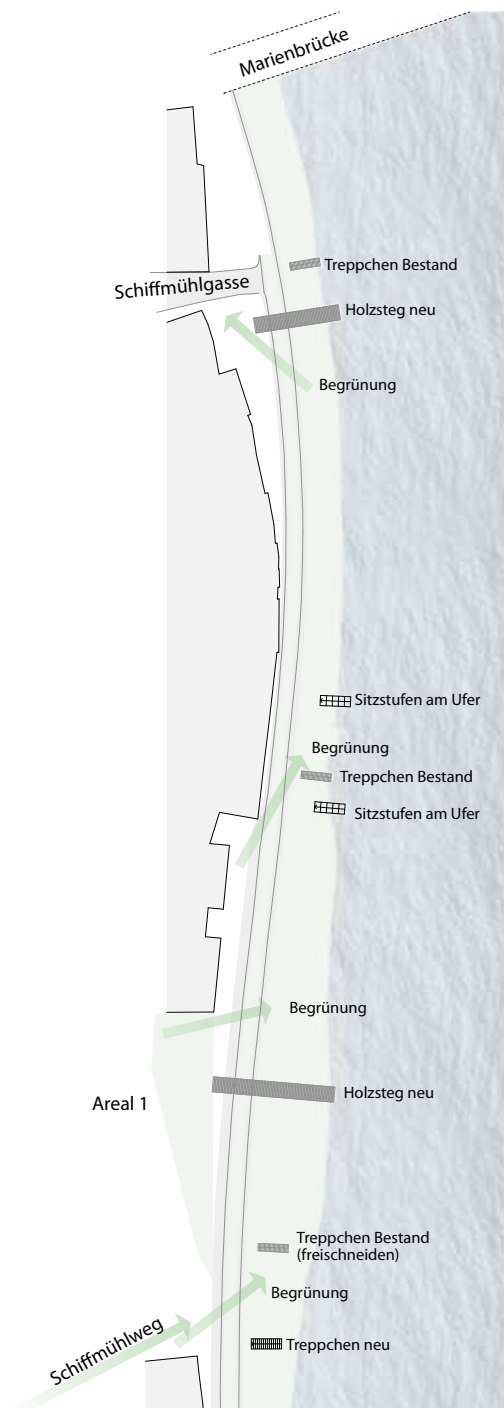 Marienbrücke
Treppchen Bestand
Schiffmühlgasse
Holzsteg neu
Begrünung
Sitzstufen am Ufer
Begrünung
Treppchen Bestand
Sitzstufen am Ufer
Begrünung
Areal 1
Holzsteg neu
Treppchen Bestand
(freischneiden)
Begrünung
Schiffmühlweg
Treppchen neu